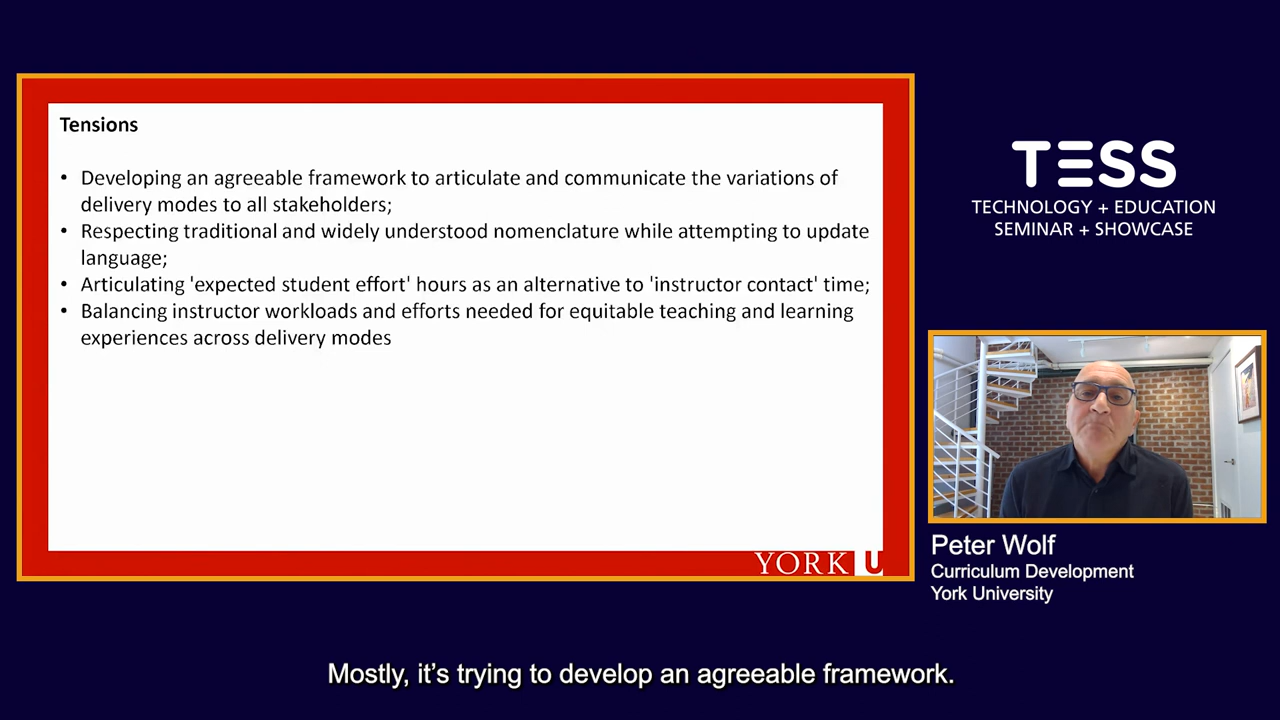 Tensions
• Developing an agreeable framework to articulate and communicate the variations of
delivery modes to all stakeholders;
• Respecting traditional and widely understood nomenclature while attempting to update
language;
• Articulating 'expected student effort' hours as an alternative to 'instructor contact' time;
• Balancing instructor workloads and efforts needed for equitable teaching and learning
experiences across delivery modes
YORK U
TESS
TECHNOLOGY + EDUCATION
SEMINAR + SHOWCASE
Peter Wolf
Curriculum Development
York University
Mostly, it’s trying to develop an agreeable framework.